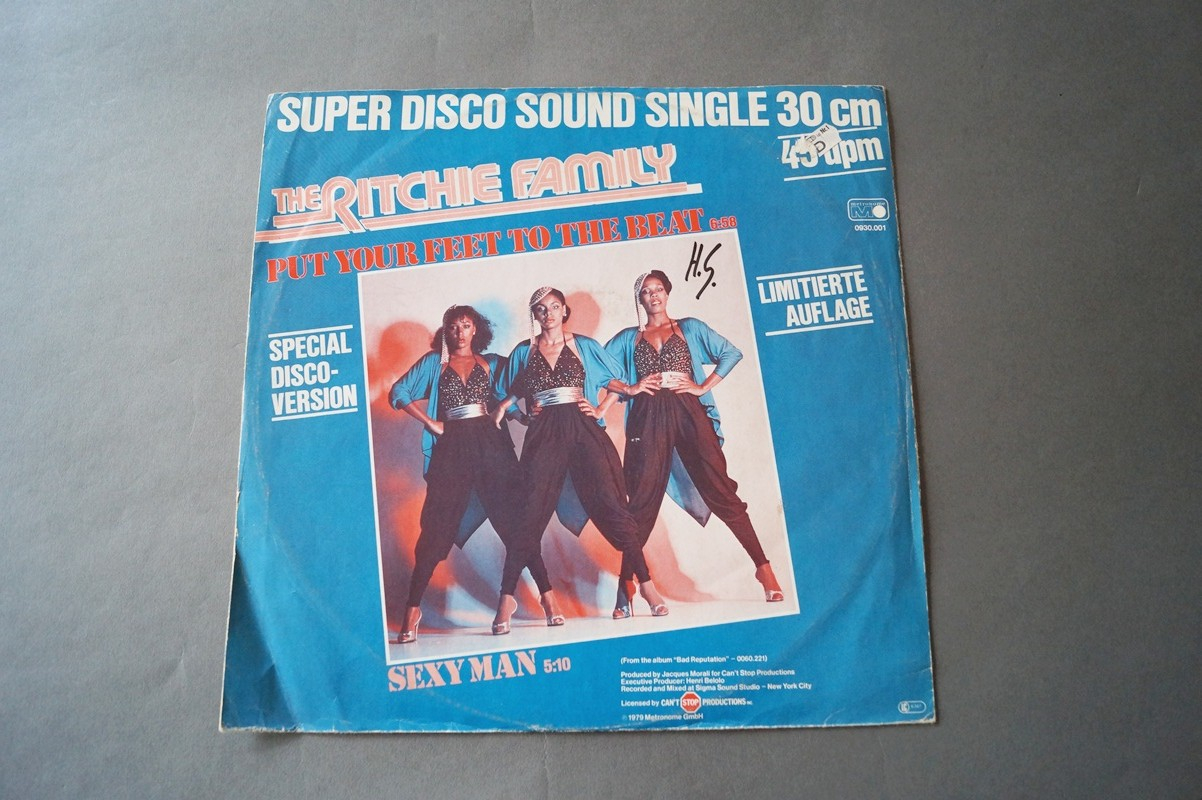 SUPER DISCO SOUND SINGLE 30 cm
45 upm
THE RITCHIE FAMILY
metronome
0930.001
PUT YOUR FEET TO THE BEAT 6:58
H.S.
LIMITIERTE
AUFLAGE
SPECIAL
DISCO-
VERSION
SEXY MAN 5:10
(From the album "Bad Reputation" – 0060.221)
Produced by Jacques Morali for Can't Stop Productions
Executive Producer: Henri Belolo
Recorded and Mixed at Sigma Sound Studio – New York City
Licensed by CAN'T STOP PRODUCTIONS INC.
℗ 1979 Metronome GmbH